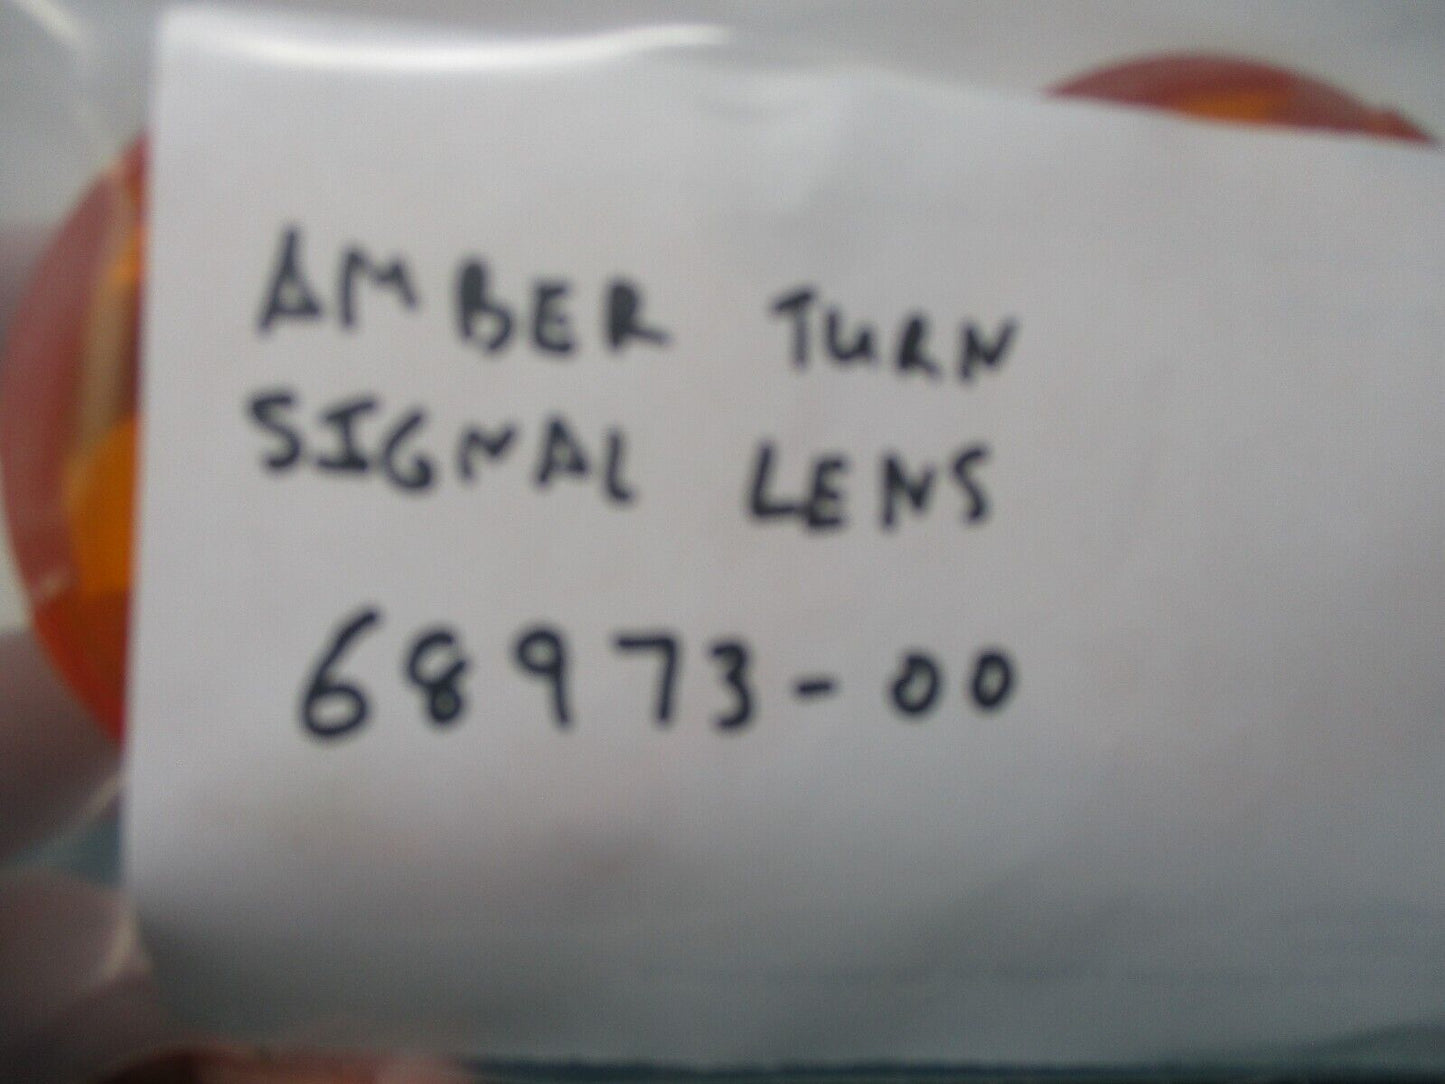 AMBER TURN
SIGNAL LENS
68973-00